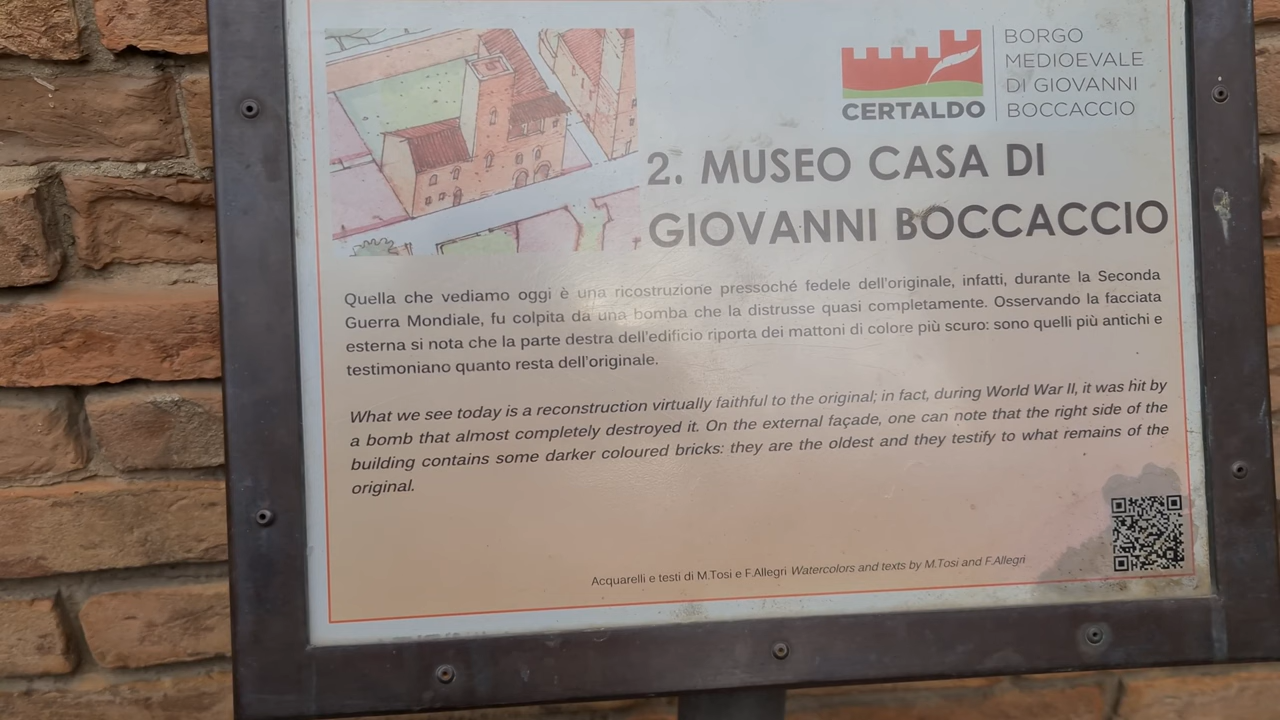 CERTALDO
BORGO
MEDIOEVALE
DI GIOVANNI
BOCCACCIO
2. MUSEO CASA DI
GIOVANNI BOCCACCIO
Quella che vediamo oggi è una ricostruzione pressoché fedele dell'originale, infatti, durante la Seconda
Guerra Mondiale, fu colpita da una bomba che la distrusse quasi completamente. Osservando la facciata
esterna si nota che la parte destra dell'edificio riporta dei mattoni di colore più scuro: sono quelli più antichi e
testimoniano quanto resta dell'originale.
What we see today is a reconstruction virtually faithful to the original; in fact, during World War II, it was hit by
a bomb that almost completely destroyed it. On the external façade, one can note that the right side of the
building contains some darker coloured bricks: they are the oldest and they testify to what remains of the
original.
Acquarelli e testi di M.Tosi e F.Allegri Watercolors and texts by M.Tosi and F.Allegri